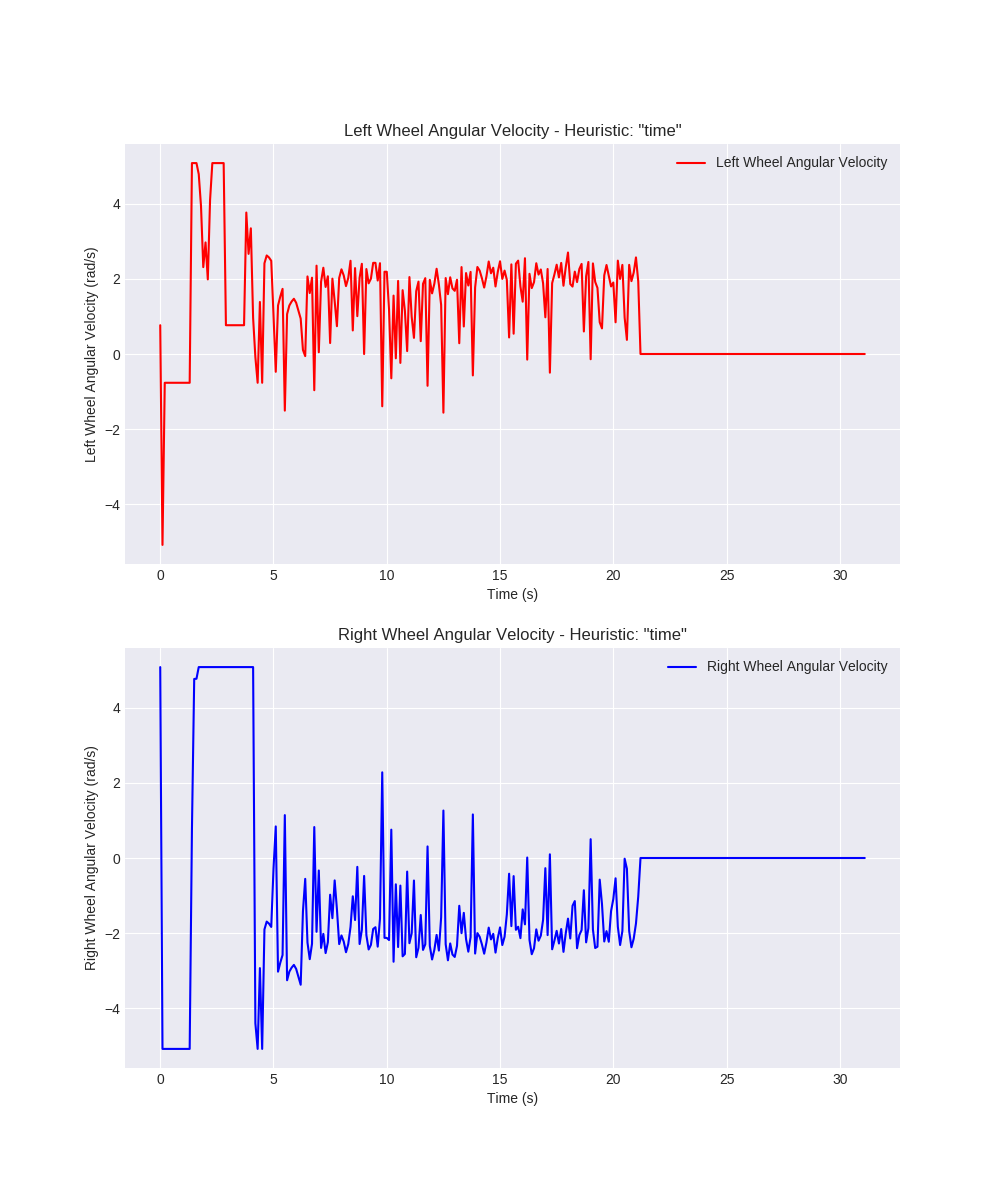 Left Wheel Angular Velocity - Heuristic: "time"
Left Wheel Angular Velocity
Left Wheel Angular Velocity (rad/s)
4
2
0
−2
−4
0 5 10 15 20 25 30
Time (s)
Right Wheel Angular Velocity - Heuristic: "time"
Right Wheel Angular Velocity
Right Wheel Angular Velocity (rad/s)
4
2
0
−2
−4
0 5 10 15 20 25 30
Time (s)